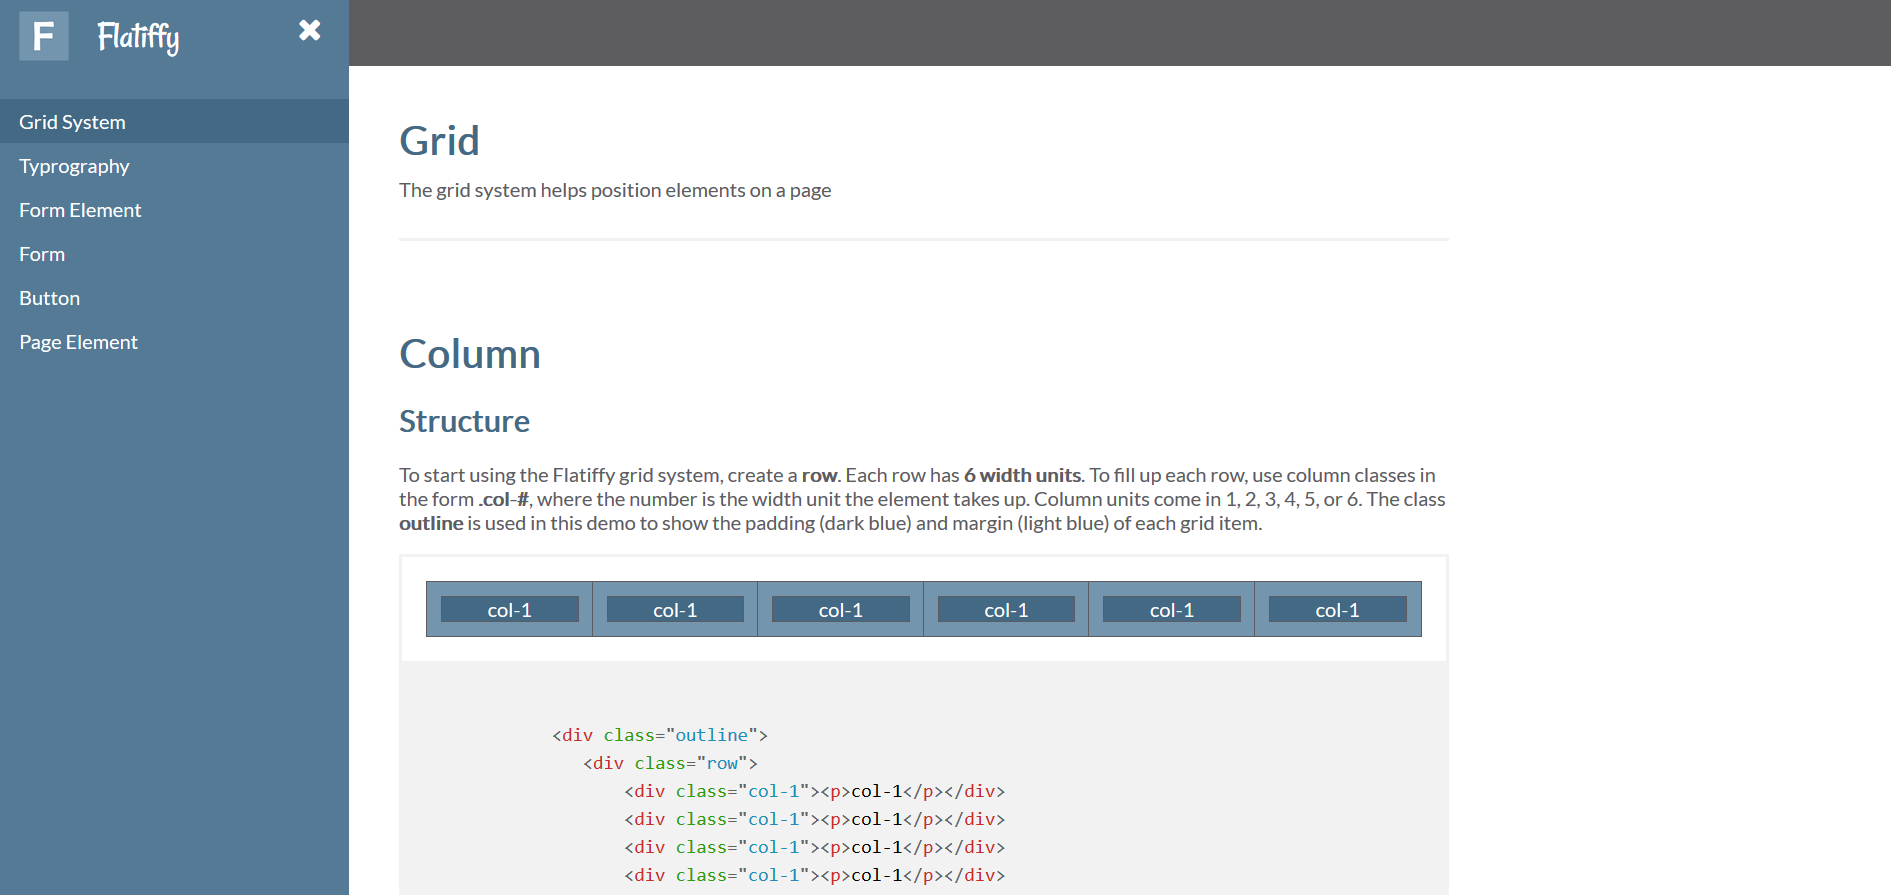 F Flatiffy ✖
Grid System
Typrography
Form Element
Form
Button
Page Element
Grid
The grid system helps position elements on a page
Column
Structure
To start using the Flatiffy grid system, create a row. Each row has 6 width units. To fill up each row, use column classes in
the form .col-#, where the number is the width unit the element takes up. Column units come in 1, 2, 3, 4, 5, or 6. The class
outline is used in this demo to show the padding (dark blue) and margin (light blue) of each grid item.
col-1 col-1 col-1 col-1 col-1 col-1
<div class="outline">
<div class="row">
<div class="col-1"><p>col-1</p></div>
<div class="col-1"><p>col-1</p></div>
<div class="col-1"><p>col-1</p></div>
<div class="col-1"><p>col-1</p></div>